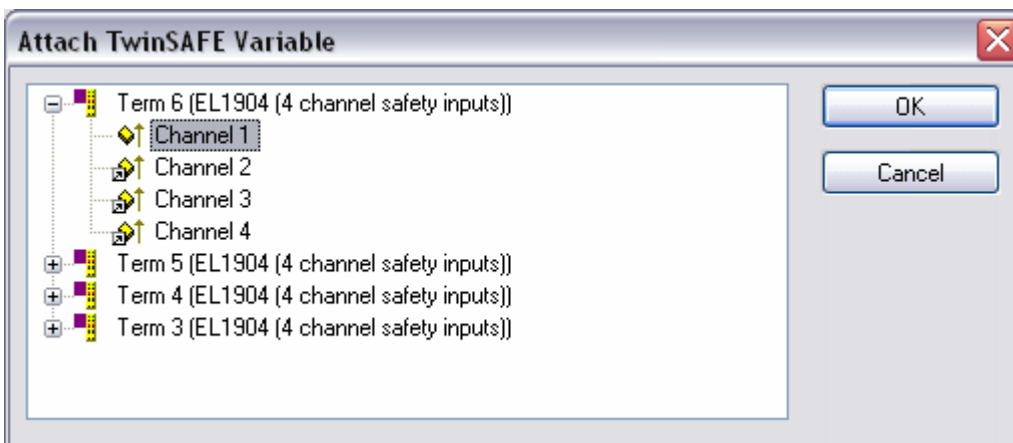 Attach TwinSAFE Variable
Term 6 (EL1904 (4 channel safety inputs))
Channel 1
Channel 2
Channel 3
Channel 4
Term 5 (EL1904 (4 channel safety inputs))
Term 4 (EL1904 (4 channel safety inputs))
Term 3 (EL1904 (4 channel safety inputs))
OK
Cancel